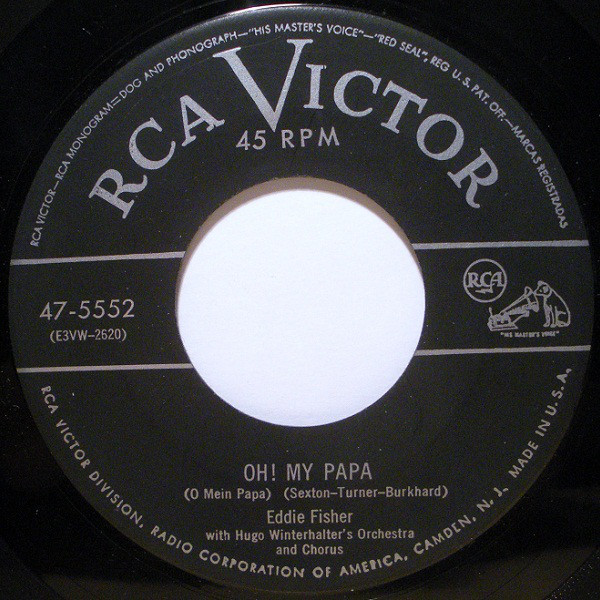 RCA VICTOR—RCA MONOGRAM—DOG AND PHONOGRAPH—"HIS MASTER'S VOICE"—"RED SEAL", REG U.S. PAT. OFF.—MARCAS REGISTRADAS
RCA VICTOR
45 RPM
47-5552
(E3VW-2620)
RCA
"HIS MASTER'S VOICE"
OH! MY PAPA
(O Mein Papa) (Sexton-Turner-Burkhard)
Eddie Fisher
with Hugo Winterhalter's Orchestra
and Chorus
RCA VICTOR DIVISION, RADIO CORPORATION OF AMERICA, CAMDEN, N. J. MADE IN U.S.A.